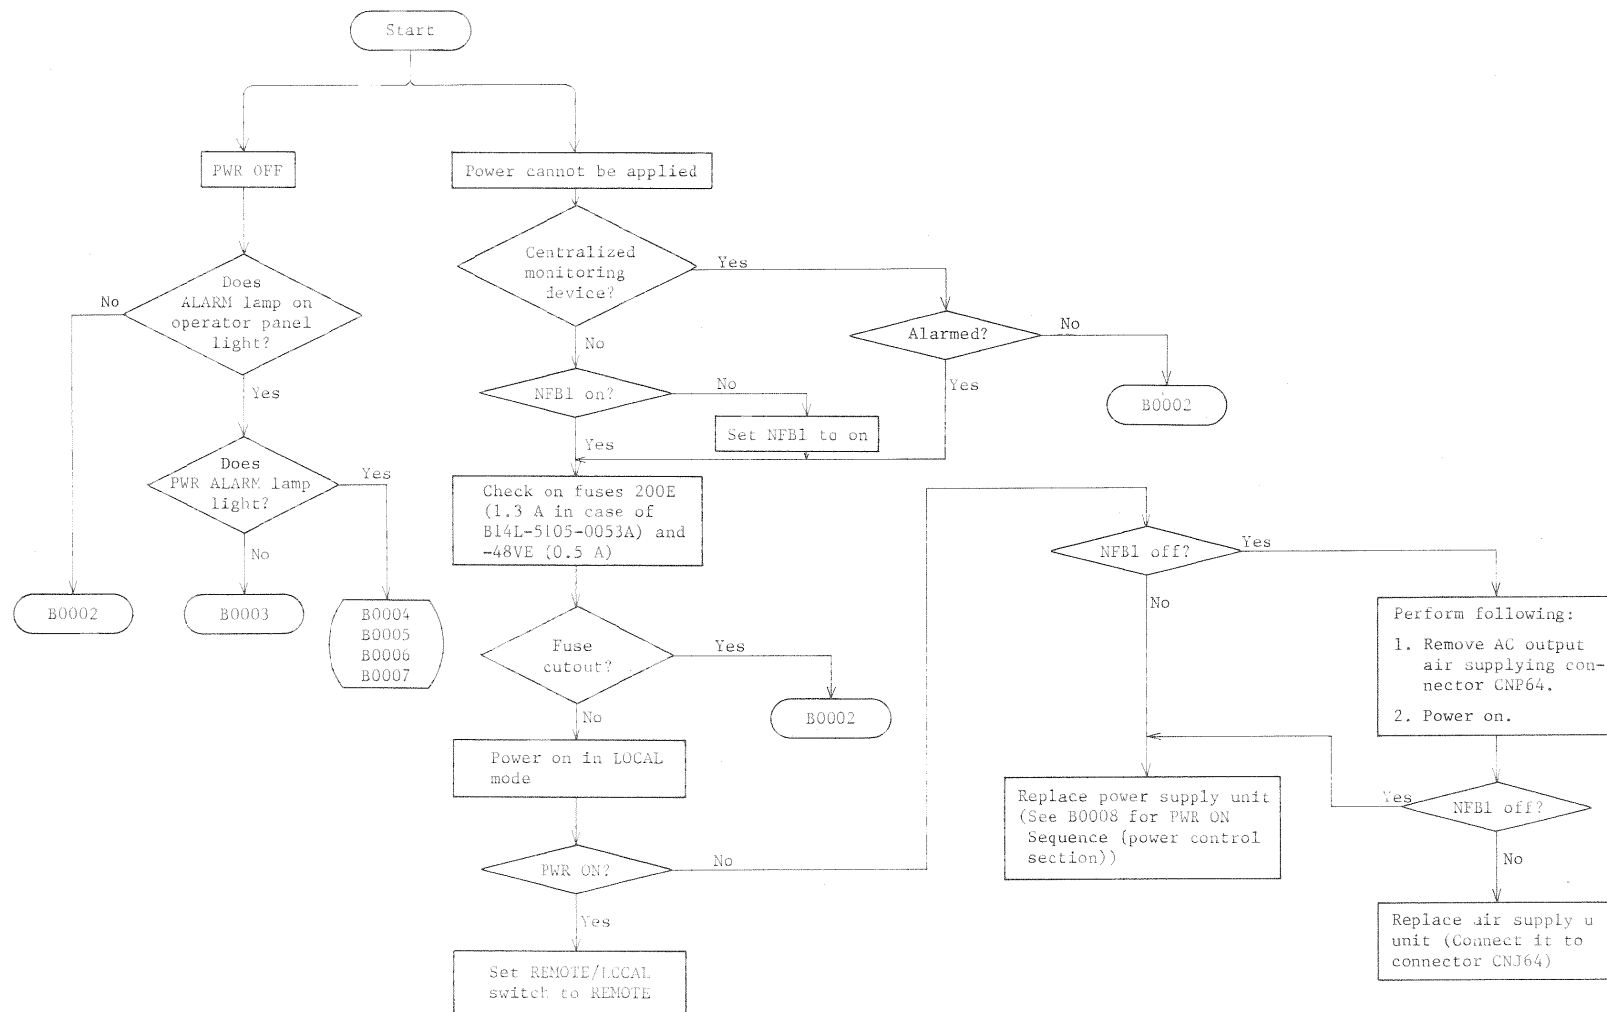 Start
PWR OFF
Power cannot be applied
Does
ALARM lamp on
operator panel
light?
No
Yes
Does
PWR ALARM lamp
light?
Yes
No
B0002
B0003
B0004
B0005
B0006
B0007
Centralized
monitoring
device?
Yes
No
Alarmed?
No
Yes
B0002
NFB1 on?
No
Set NFB1 to on
Yes
Check on fuses 200E
(1.3 A in case of
B14L-5105-0053A) and
-48VE (0.5 A)
Fuse
cutout?
Yes
B0002
No
Power on in LOCAL
mode
PWR ON?
No
Yes
Set REMOTE/LOCAL
switch to REMOTE
NFB1 off?
Yes
No
Perform following:
1. Remove AC output
air supplying con-
nector CNP64.
2. Power on.
Replace power supply unit
(See B0008 for PWR ON
Sequence (power control
section))
Yes
NFB1 off?
No
Replace air supply u
unit (Connect it to
connector CNJ64)